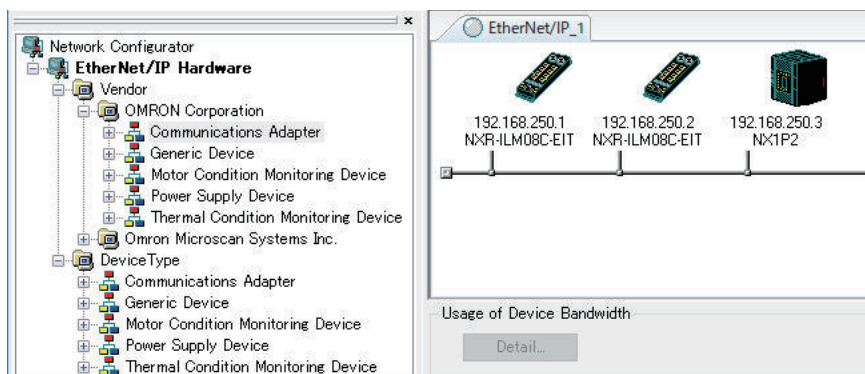 Network Configurator
EtherNet/IP Hardware
Vendor
OMRON Corporation
Communications Adapter
Generic Device
Motor Condition Monitoring Device
Power Supply Device
Thermal Condition Monitoring Device
Omron Microscan Systems Inc.
DeviceType
Communications Adapter
Generic Device
Motor Condition Monitoring Device
Power Supply Device
Thermal Condition Monitoring Device
EtherNet/IP_1
192.168.250.1
NXR-ILM08C-EIT
192.168.250.2
NXR-ILM08C-EIT
192.168.250.3
NX1P2
Usage of Device Bandwidth
Detail...